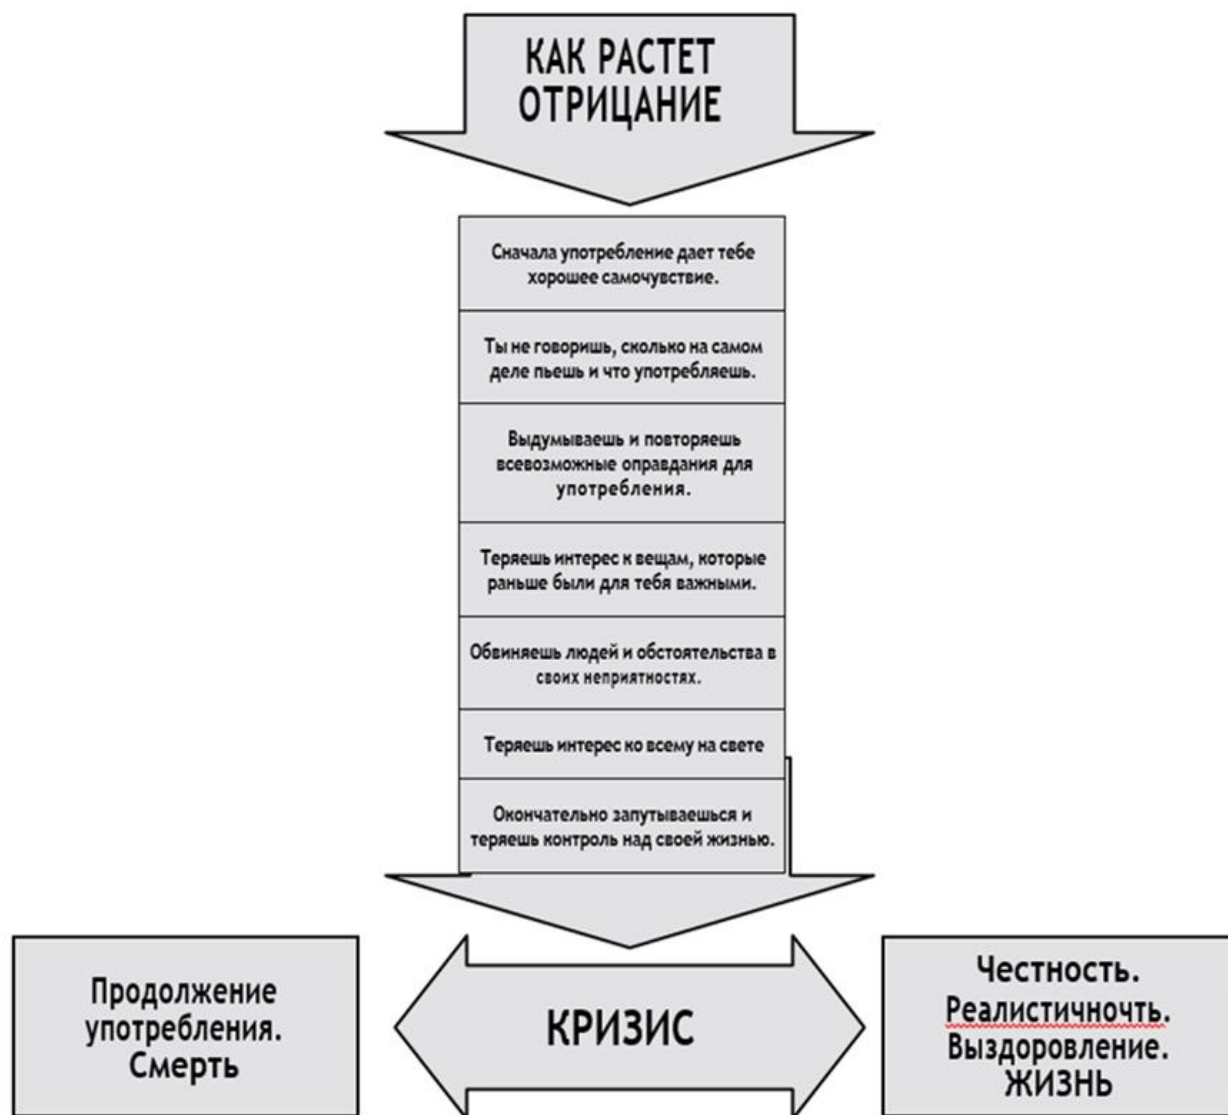 КАК РАСТЕТ
ОТРИЦАНИЕ
Сначала употребление дает тебе
хорошее самочувствие.
Ты не говоришь, сколько на самом
деле пьешь и что употребляешь.
Выдумываешь и повторяешь
всевозможные оправдания для
употребления.
Теряешь интерес к вещам, которые
раньше были для тебя важными.
Обвиняешь людей и обстоятельства в
своих неприятностях.
Теряешь интерес ко всему на свете
Окончательно запутываешься и
теряешь контроль над своей жизнью.
Продолжение
употребления.
Смерть
КРИЗИС
Честность.
Реалистичночть.
Выздоровление.
ЖИЗНЬ